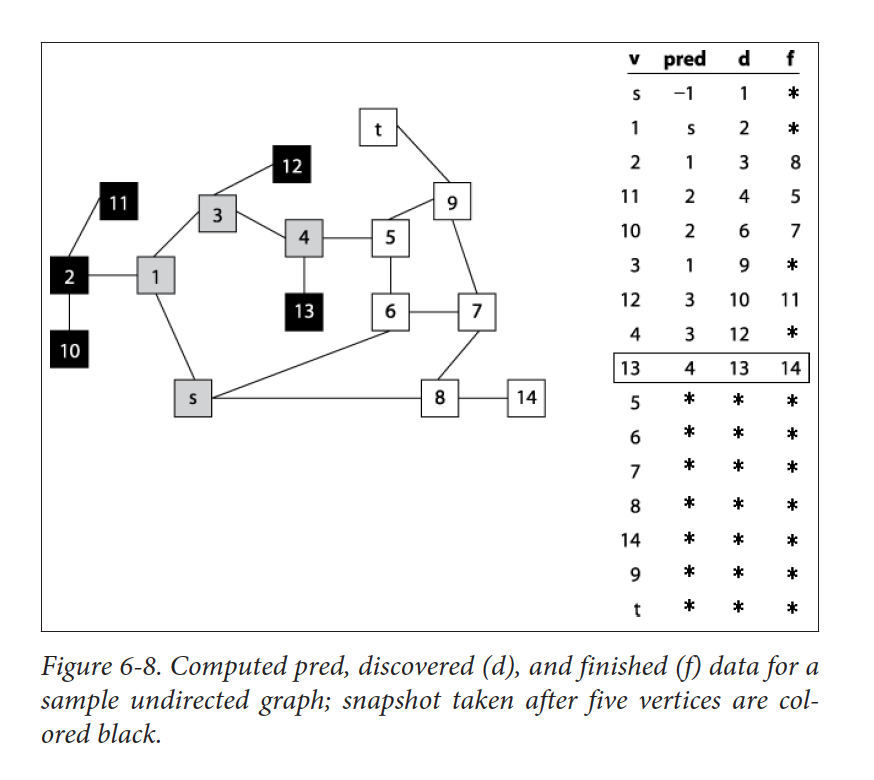 v pred d f
s −1 1 *
1 s 2 *
2 1 3 8
11 2 4 5
10 2 6 7
3 1 9 *
12 3 10 11
4 3 12 *
13 4 13 14
5 * * *
6 * * *
7 * * *
8 * * *
14 * * *
9 * * *
t * * *
t
12
11
3
9
4
5
2
1
13
6
7
10
s
8
14
Figure 6-8. Computed pred, discovered (d), and finished (f) data for a
sample undirected graph; snapshot taken after five vertices are col-
ored black.